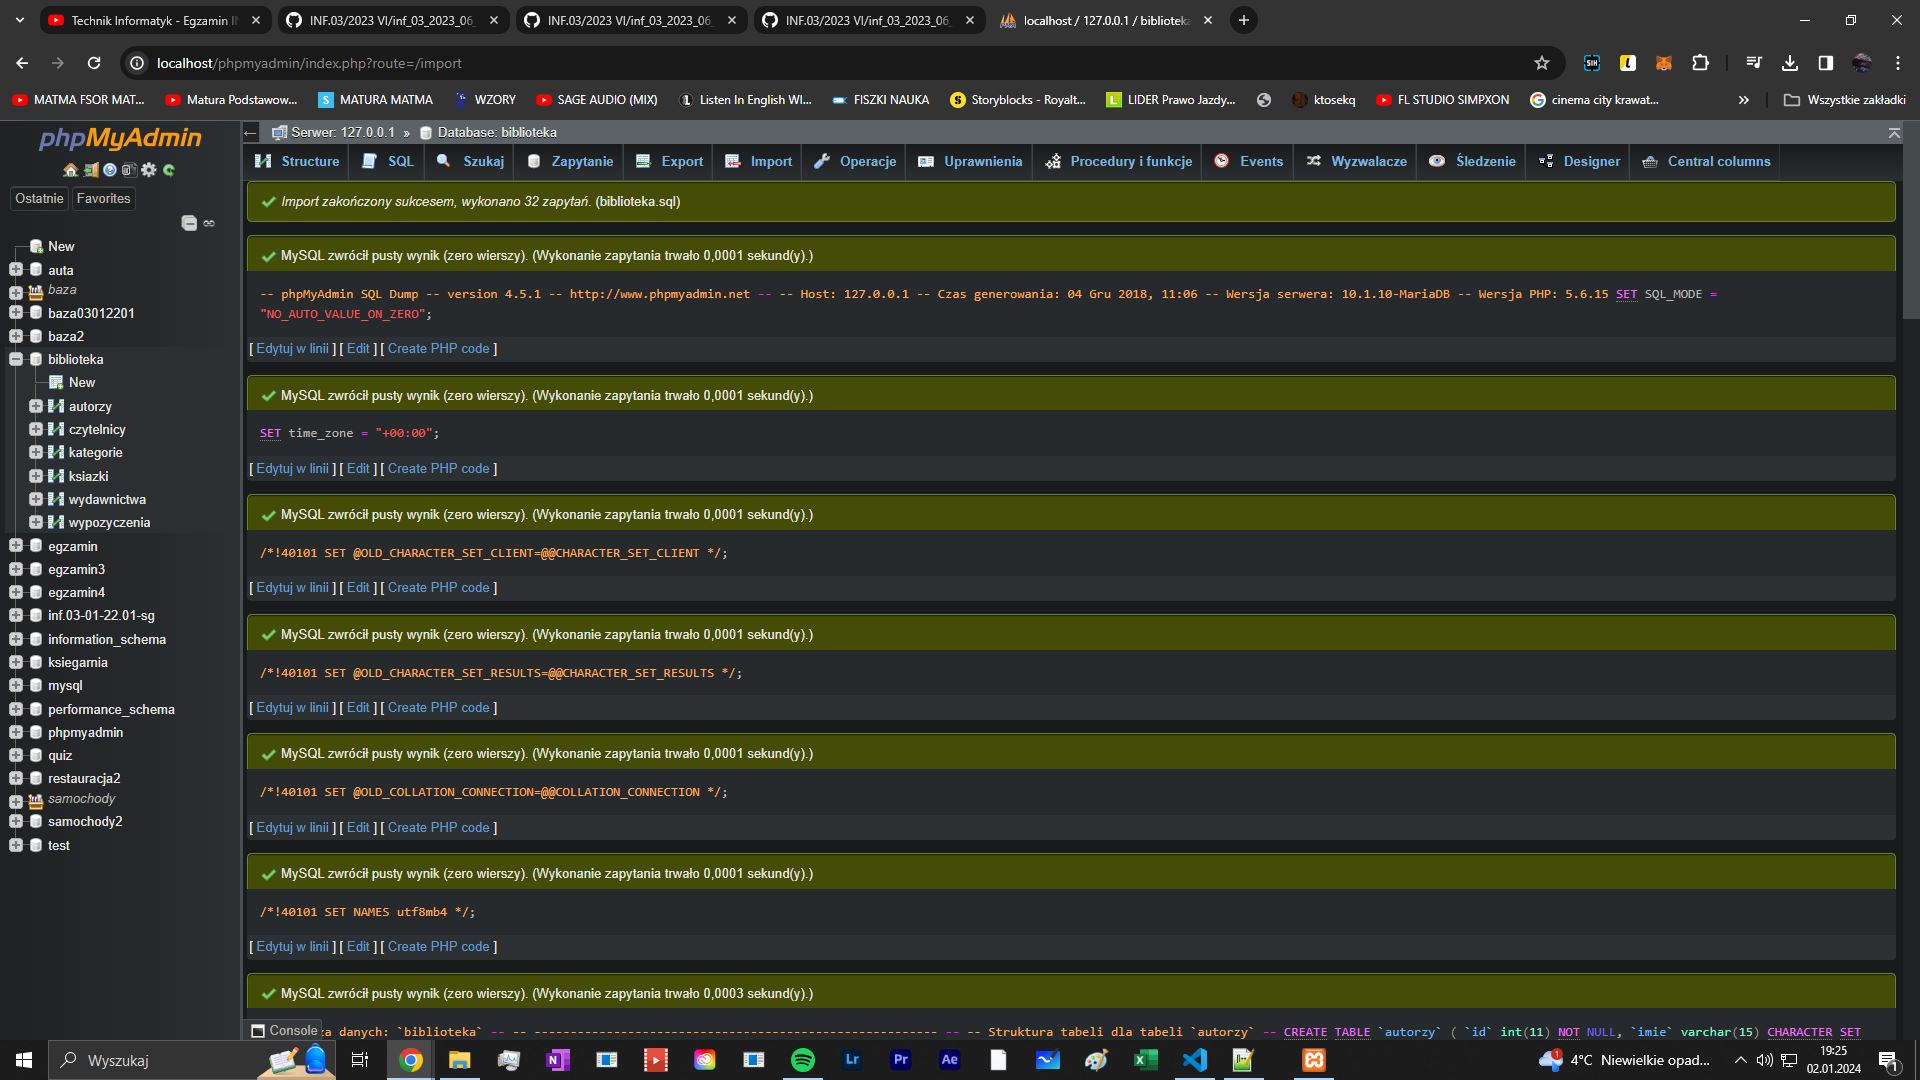 Technik Informatyk - Egzamin IN
INF.03/2023 VI/inf_03_2023_06_
INF.03/2023 VI/inf_03_2023_06_
INF.03/2023 VI/inf_03_2023_06_
localhost / 127.0.0.1 / biblioteka
localhost/phpmyadmin/index.php?route=/import
MATMA FSOR MAT...
Matura Podstawow...
MATURA MATMA
WZORY
SAGE AUDIO (MIX)
Listen In English WI...
FISZKI NAUKA
Storyblocks - Royalt...
LIDER Prawo Jazdy...
ktosekq
FL STUDIO SIMPXON
cinema city krawat...
»
Wszystkie zakładki
phpMyAdmin
Ostatnie
Favorites
New
auta
baza
baza03012201
baza2
biblioteka
New
autorzy
czytelnicy
kategorie
ksiazki
wydawnictwa
wypozyczenia
egzamin
egzamin3
egzamin4
inf.03-01-22.01-sg
information_schema
ksiegarnia
mysql
performance_schema
phpmyadmin
quiz
restauracja2
samochody
samochody2
test
Serwer: 127.0.0.1 » Database: biblioteka
Structure
SQL
Szukaj
Zapytanie
Export
Import
Operacje
Uprawnienia
Procedury i funkcje
Events
Wyzwalacze
Śledzenie
Designer
Central columns
Import zakończony sukcesem, wykonano 32 zapytań. (biblioteka.sql)
MySQL zwrócił pusty wynik (zero wierszy). (Wykonanie zapytania trwało 0,0001 sekund(y).)
-- phpMyAdmin SQL Dump -- version 4.5.1 -- http://www.phpmyadmin.net -- -- Host: 127.0.0.1 -- Czas generowania: 04 Gru 2018, 11:06 -- Wersja serwera: 10.1.10-MariaDB -- Wersja PHP: 5.6.15 SET SQL_MODE =
"NO_AUTO_VALUE_ON_ZERO";
[ Edytuj w linii ] [ Edit ] [ Create PHP code ]
MySQL zwrócił pusty wynik (zero wierszy). (Wykonanie zapytania trwało 0,0001 sekund(y).)
SET time_zone = "+00:00";
[ Edytuj w linii ] [ Edit ] [ Create PHP code ]
MySQL zwrócił pusty wynik (zero wierszy). (Wykonanie zapytania trwało 0,0001 sekund(y).)
/*!40101 SET @OLD_CHARACTER_SET_CLIENT=@@CHARACTER_SET_CLIENT */;
[ Edytuj w linii ] [ Edit ] [ Create PHP code ]
MySQL zwrócił pusty wynik (zero wierszy). (Wykonanie zapytania trwało 0,0001 sekund(y).)
/*!40101 SET @OLD_CHARACTER_SET_RESULTS=@@CHARACTER_SET_RESULTS */;
[ Edytuj w linii ] [ Edit ] [ Create PHP code ]
MySQL zwrócił pusty wynik (zero wierszy). (Wykonanie zapytania trwało 0,0001 sekund(y).)
/*!40101 SET @OLD_COLLATION_CONNECTION=@@COLLATION_CONNECTION */;
[ Edytuj w linii ] [ Edit ] [ Create PHP code ]
MySQL zwrócił pusty wynik (zero wierszy). (Wykonanie zapytania trwało 0,0001 sekund(y).)
/*!40101 SET NAMES utf8mb4 */;
[ Edytuj w linii ] [ Edit ] [ Create PHP code ]
MySQL zwrócił pusty wynik (zero wierszy). (Wykonanie zapytania trwało 0,0003 sekund(y).)
Console
za danych: `biblioteka` -- -- -------------------------------------------------------- -- -- Struktura tabeli dla tabeli `autorzy` -- CREATE TABLE `autorzy` ( `id` int(11) NOT NULL, `imie` varchar(15) CHARACTER SET
Wyszukaj
4°C Niewielkie opad...
19:25
02.01.2024